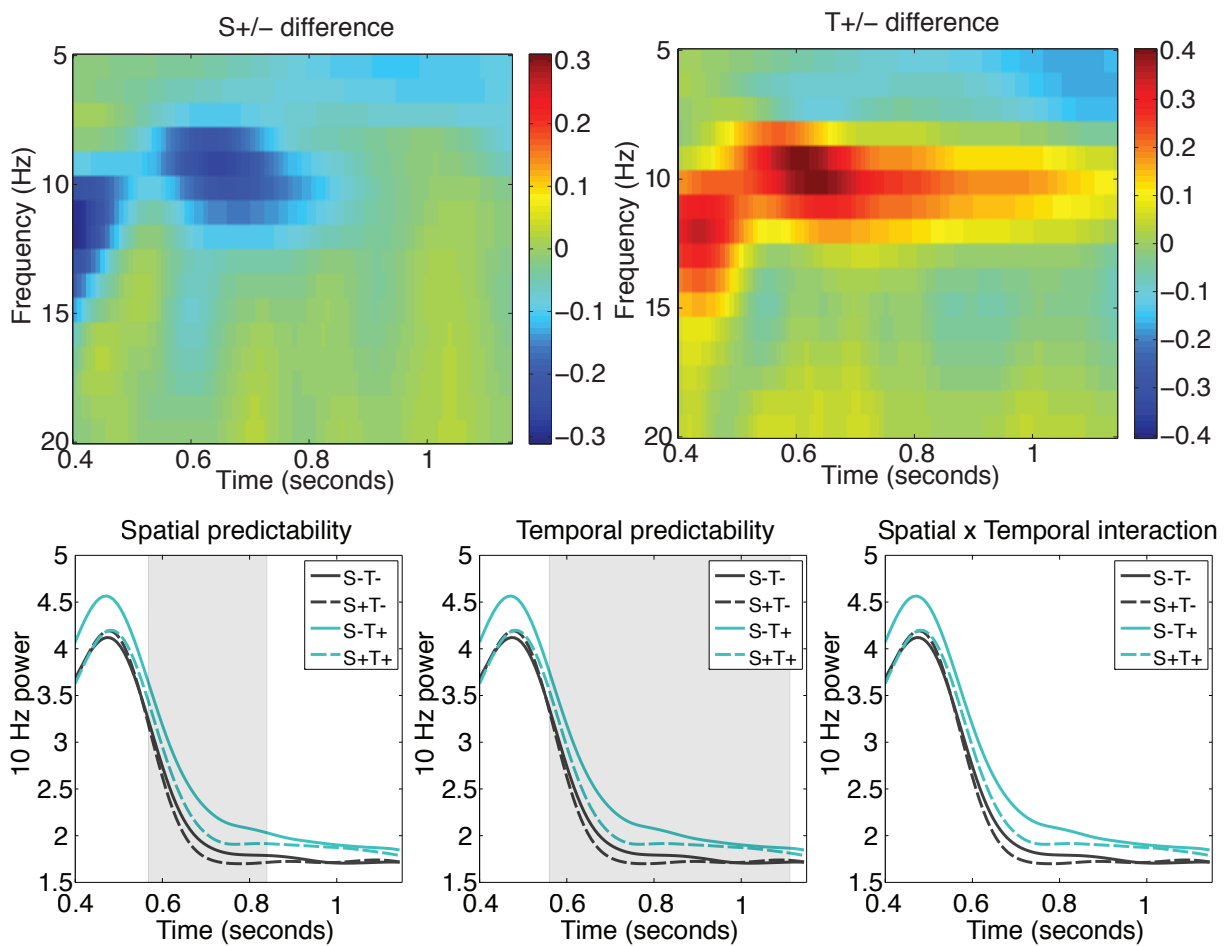 S+/- difference
5
10
15
20
Frequency (Hz)
0.4
0.6
0.8
1
Time (seconds)
0.3
0.2
0.1
0
−0.1
−0.2
−0.3
T+/- difference
5
10
15
20
Frequency (Hz)
0.4
0.6
0.8
1
Time (seconds)
0.4
0.3
0.2
0.1
0
−0.1
−0.2
−0.3
−0.4
Spatial predictability
5
4.5
4
3.5
3
2.5
2
1.5
10 Hz power
S-T-
S+T-
S-T+
S+T+
0.4
0.6
0.8
1
Time (seconds)
Temporal predictability
5
4.5
4
3.5
3
2.5
2
1.5
10 Hz power
S-T-
S+T-
S-T+
S+T+
0.4
0.6
0.8
1
Time (seconds)
Spatial x Temporal interaction
5
4.5
4
3.5
3
2.5
2
1.5
10 Hz power
S-T-
S+T-
S-T+
S+T+
0.4
0.6
0.8
1
Time (seconds)